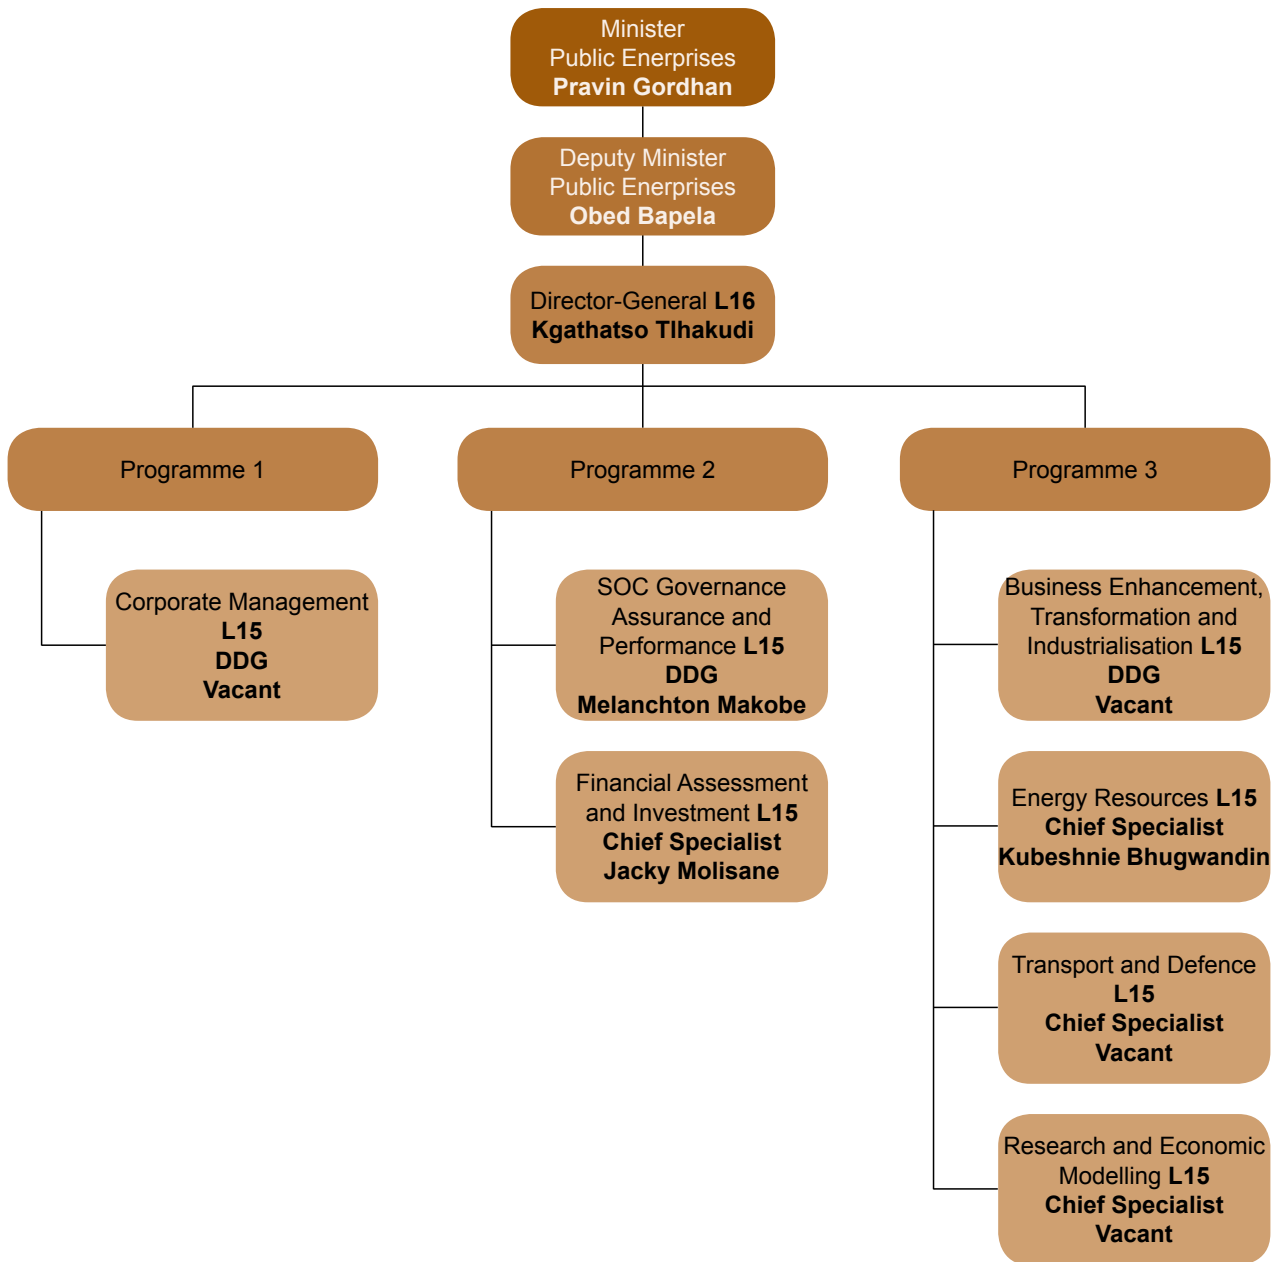 Minister
Public Enerprises
Pravin Gordhan
Deputy Minister
Public Enerprises
Obed Bapela
Director-General L16
Kgathatso Tlhakudi
Programme 1
Programme 2
Programme 3
Corporate Management
L15
DDG
Vacant
SOC Governance
Assurance and
Performance L15
DDG
Melanchton Makobe
Financial Assessment
and Investment L15
Chief Specialist
Jacky Molisane
Business Enhancement,
Transformation and
Industrialisation L15
DDG
Vacant
Energy Resources L15
Chief Specialist
Kubeshnie Bhugwandin
Transport and Defence
L15
Chief Specialist
Vacant
Research and Economic
Modelling L15
Chief Specialist
Vacant